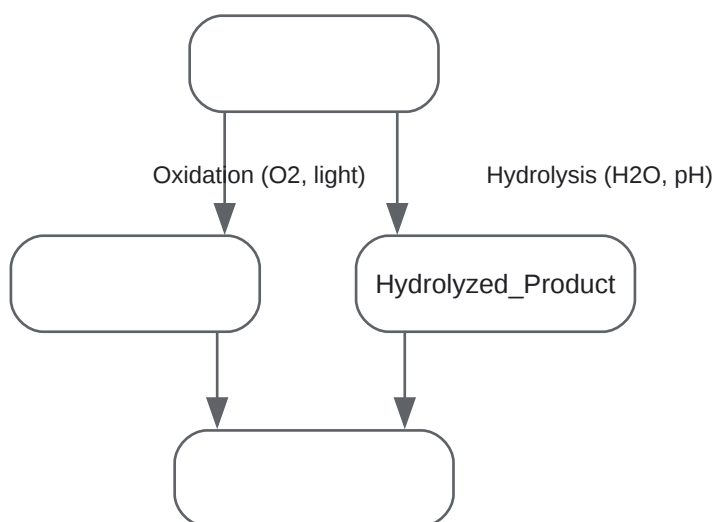 Oxidation (O2, light)
Hydrolysis (H2O, pH)
Hydrolyzed_Product